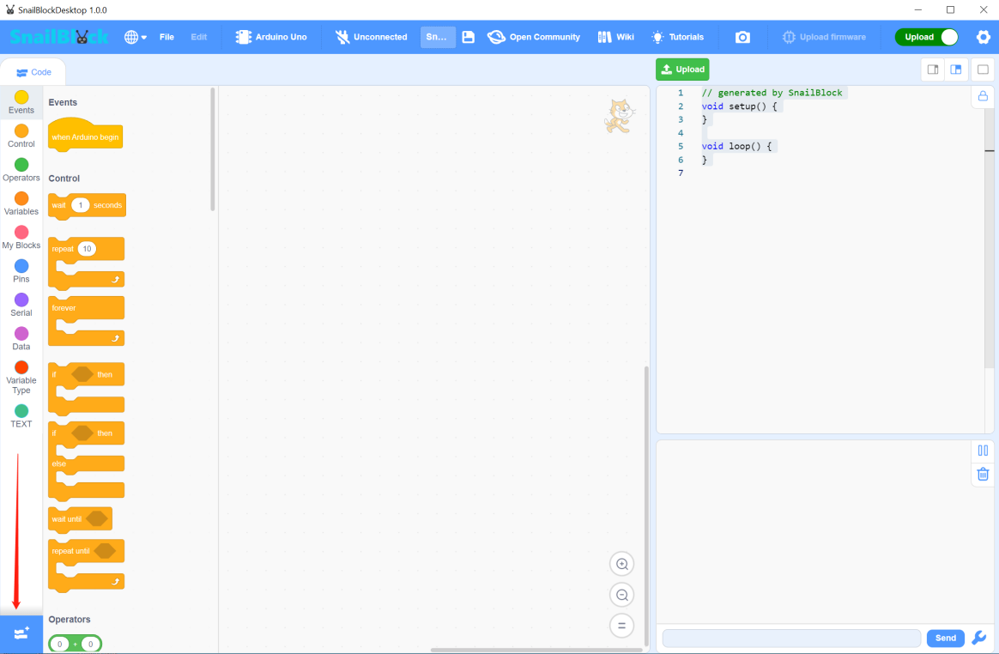 SnailBlockDesktop 1.0.0
SnailBlock File Edit Arduino Uno Unconnected Sn... Open Community Wiki Tutorials Upload firmware Upload
Code
Upload
Events
Control
Operators
Variables
My Blocks
Pins
Serial
Data
Variable
Type
TEXT
Events
when Arduino begin
Control
wait 1 seconds
repeat 10
forever
if then
if then
else
wait until
repeat until
Operators
0 + 0
1 // generated by SnailBlock
2 void setup() {
3 }
4
5 void loop() {
6 }
7
Send